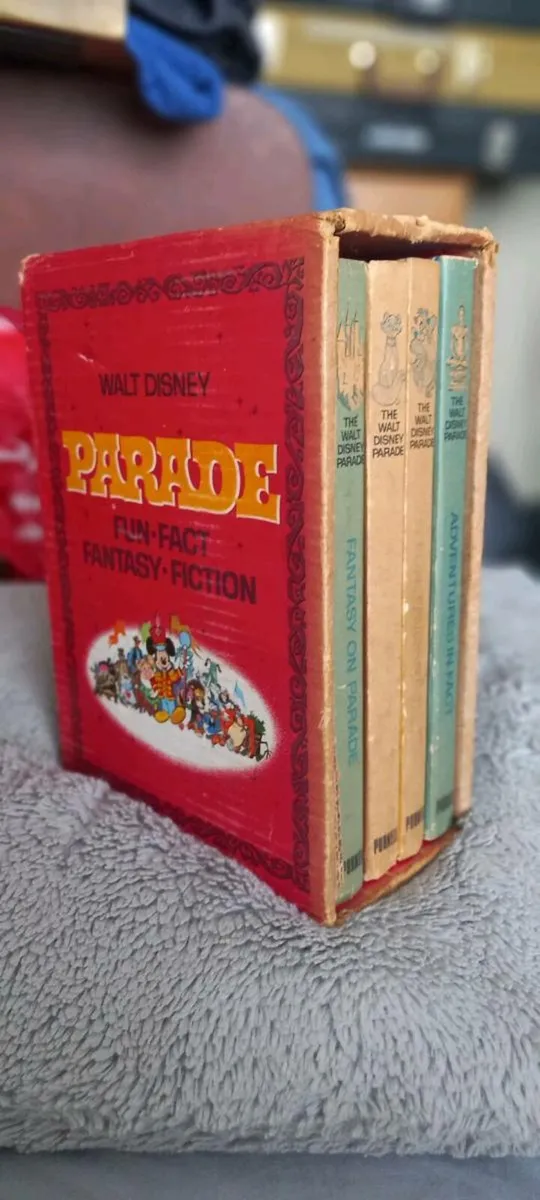 WALT DISNEY
PARADE
FUN·FACT
FANTASY·FICTION
THE
WALT
DISNEY
PARADE
FANTASY ON PARADE
THE
WALT
DISNEY
PARADE
PURNELL
THE
WALT
DISNEY
PARADE
THE
WALT
DISNEY
PARADE
ADVENTURES IN FACT